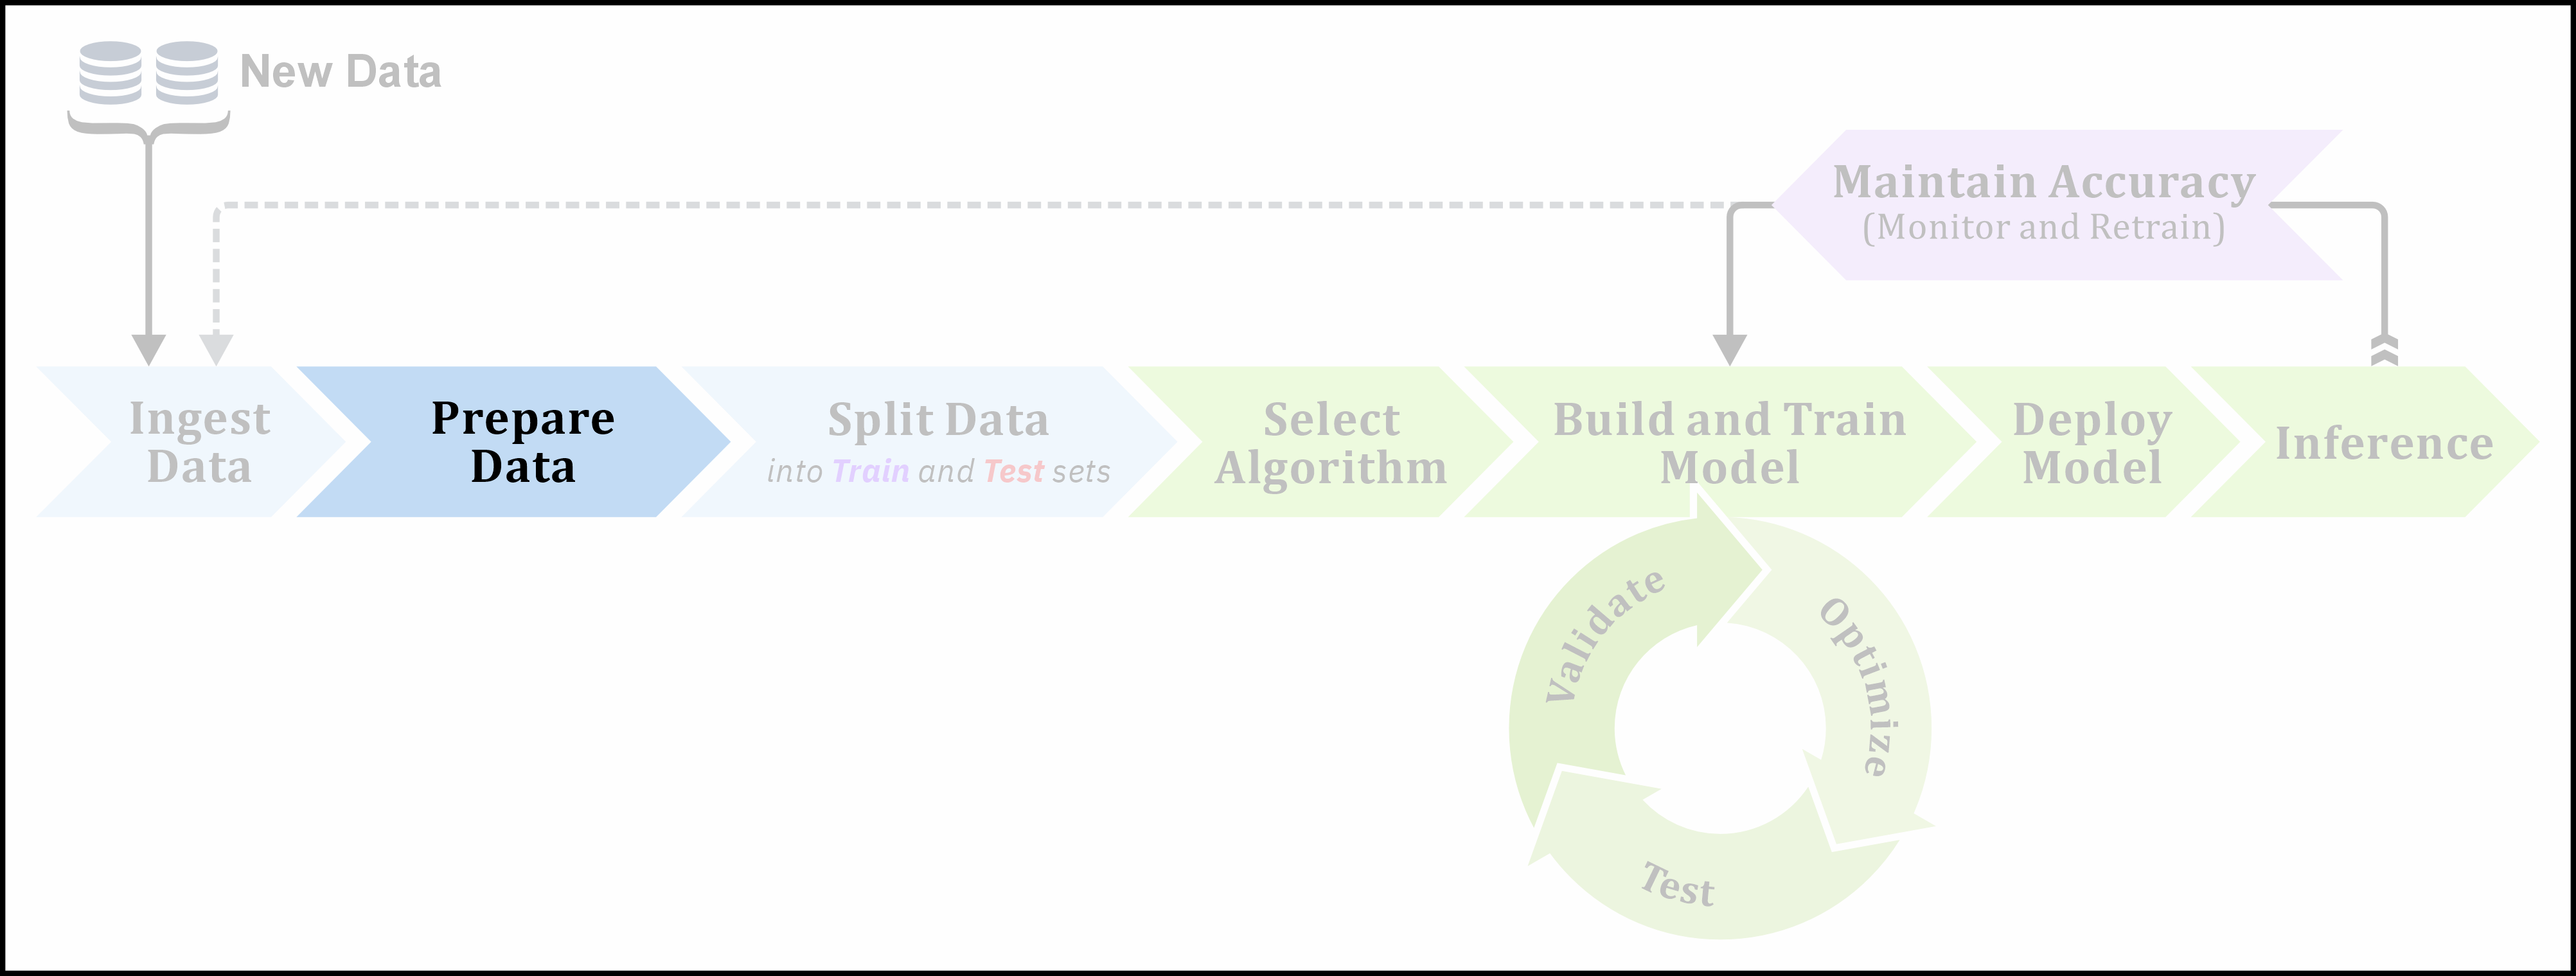 New Data
Maintain Accuracy
(Monitor and Retrain)
Ingest
Data
Prepare
Data
Split Data
into Train and Test sets
Select
Algorithm
Build and Train
Model
Deploy
Model
Inference
Validate
Optimize
Test